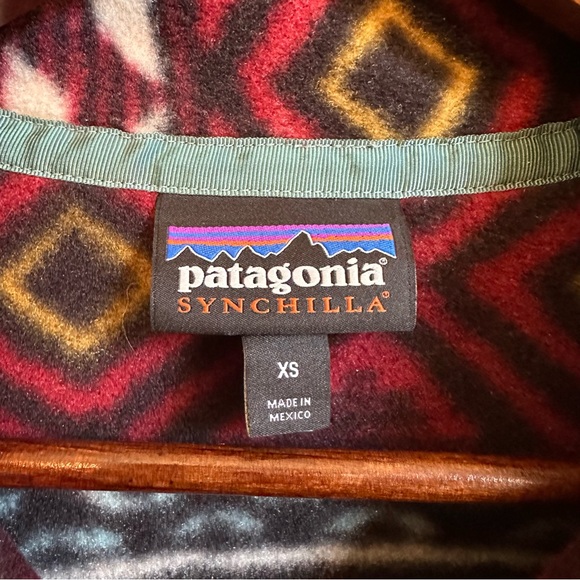 patagonia®
SYNCHILLA®
XS
MADE IN
MEXICO